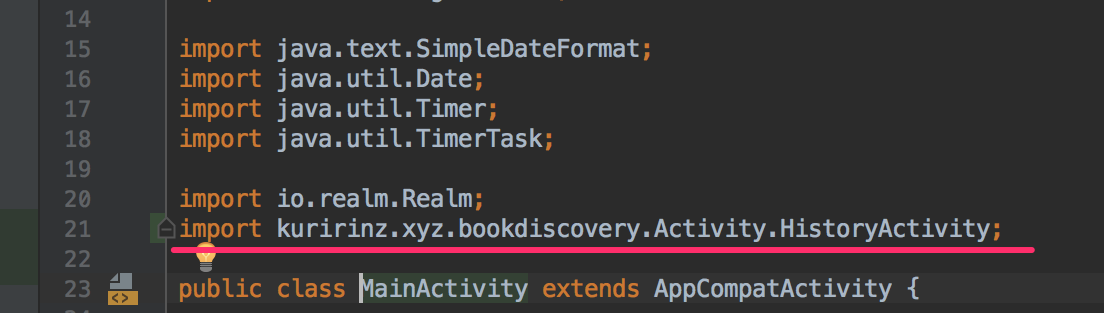 14
15 import java.text.SimpleDateFormat;
16 import java.util.Date;
17 import java.util.Timer;
18 import java.util.TimerTask;
19
20 import io.realm.Realm;
21 import kuririnz.xyz.bookdiscovery.Activity.HistoryActivity;
22
23 <> public class MainActivity extends AppCompatActivity {